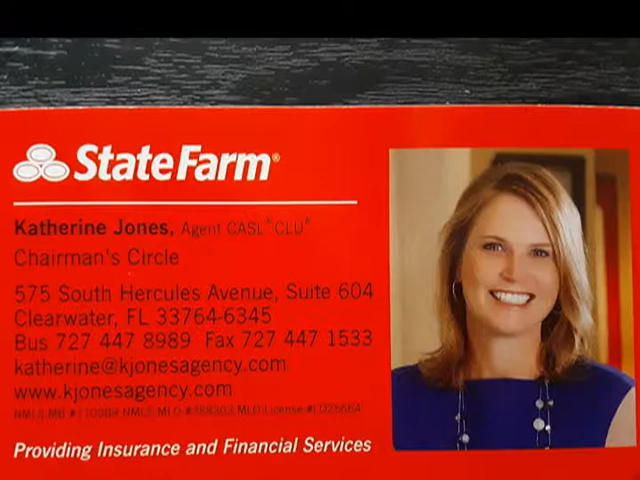 StateFarm®
Katherine Jones, Agent CASL® CLU®
Chairman's Circle
575 South Hercules Avenue, Suite 604
Clearwater, FL 33764-6345
Bus 727 447 8989 Fax 727 447 1533
katherine@kjonesagency.com
www.kjonesagency.com
Providing Insurance and Financial Services